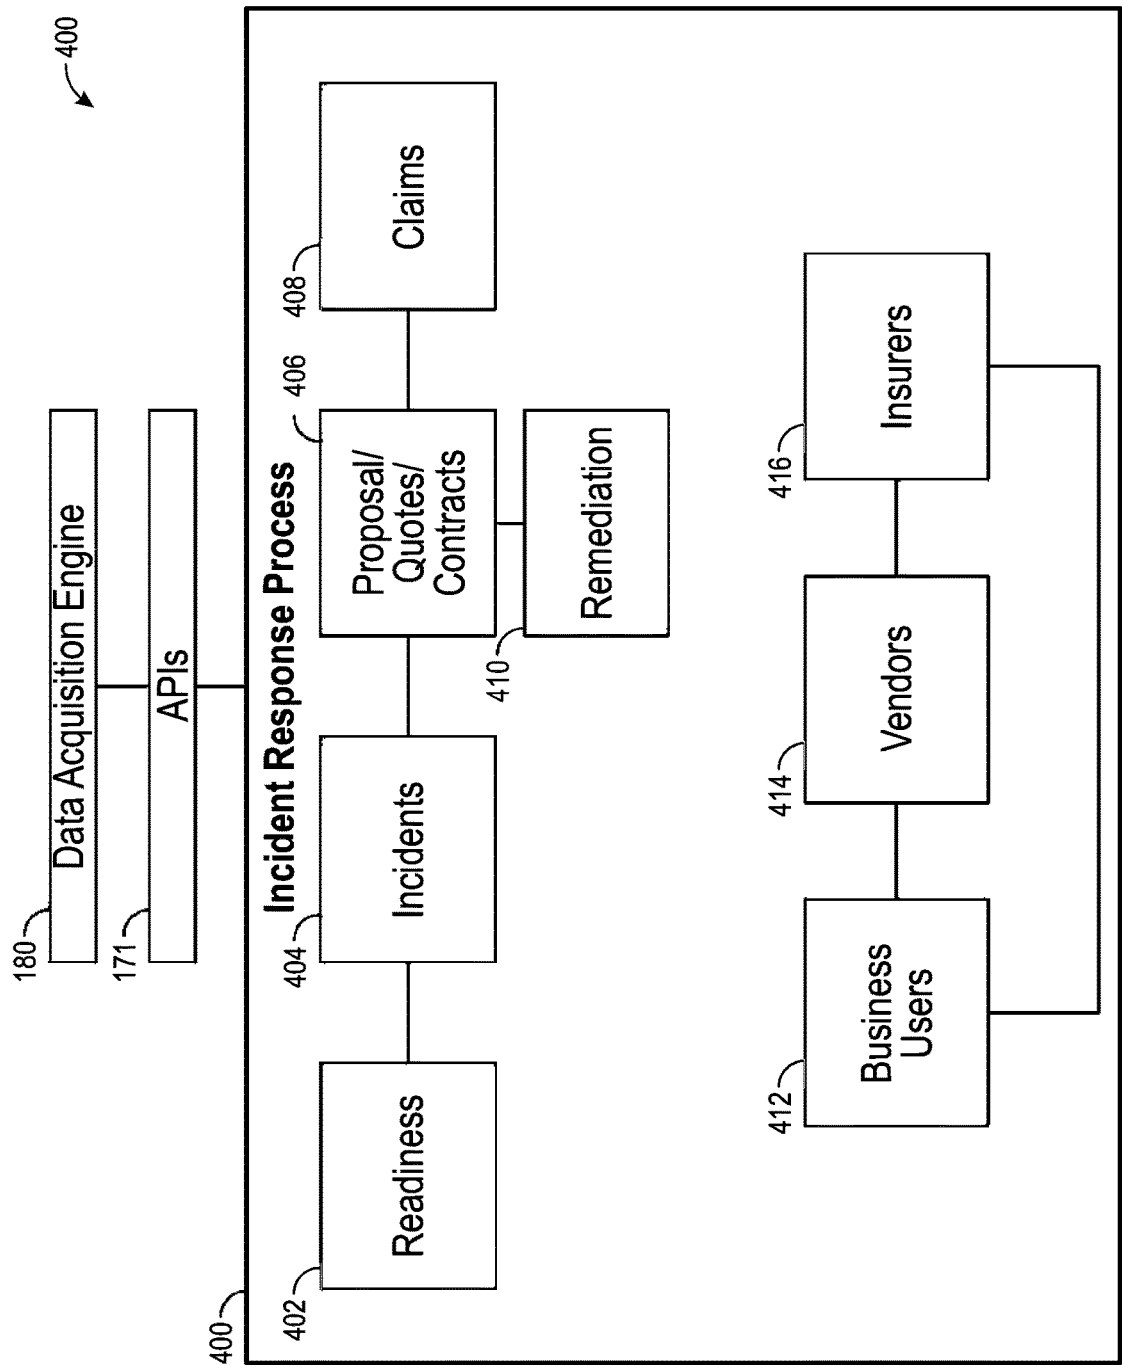 400
180
Data Acquisition Engine
171
APIs
400
Incident Response Process
402
Readiness
404
Incidents
406
Proposal/
Quotes/
Contracts
408
Claims
410
Remediation
412
Business
Users
414
Vendors
416
Insurers